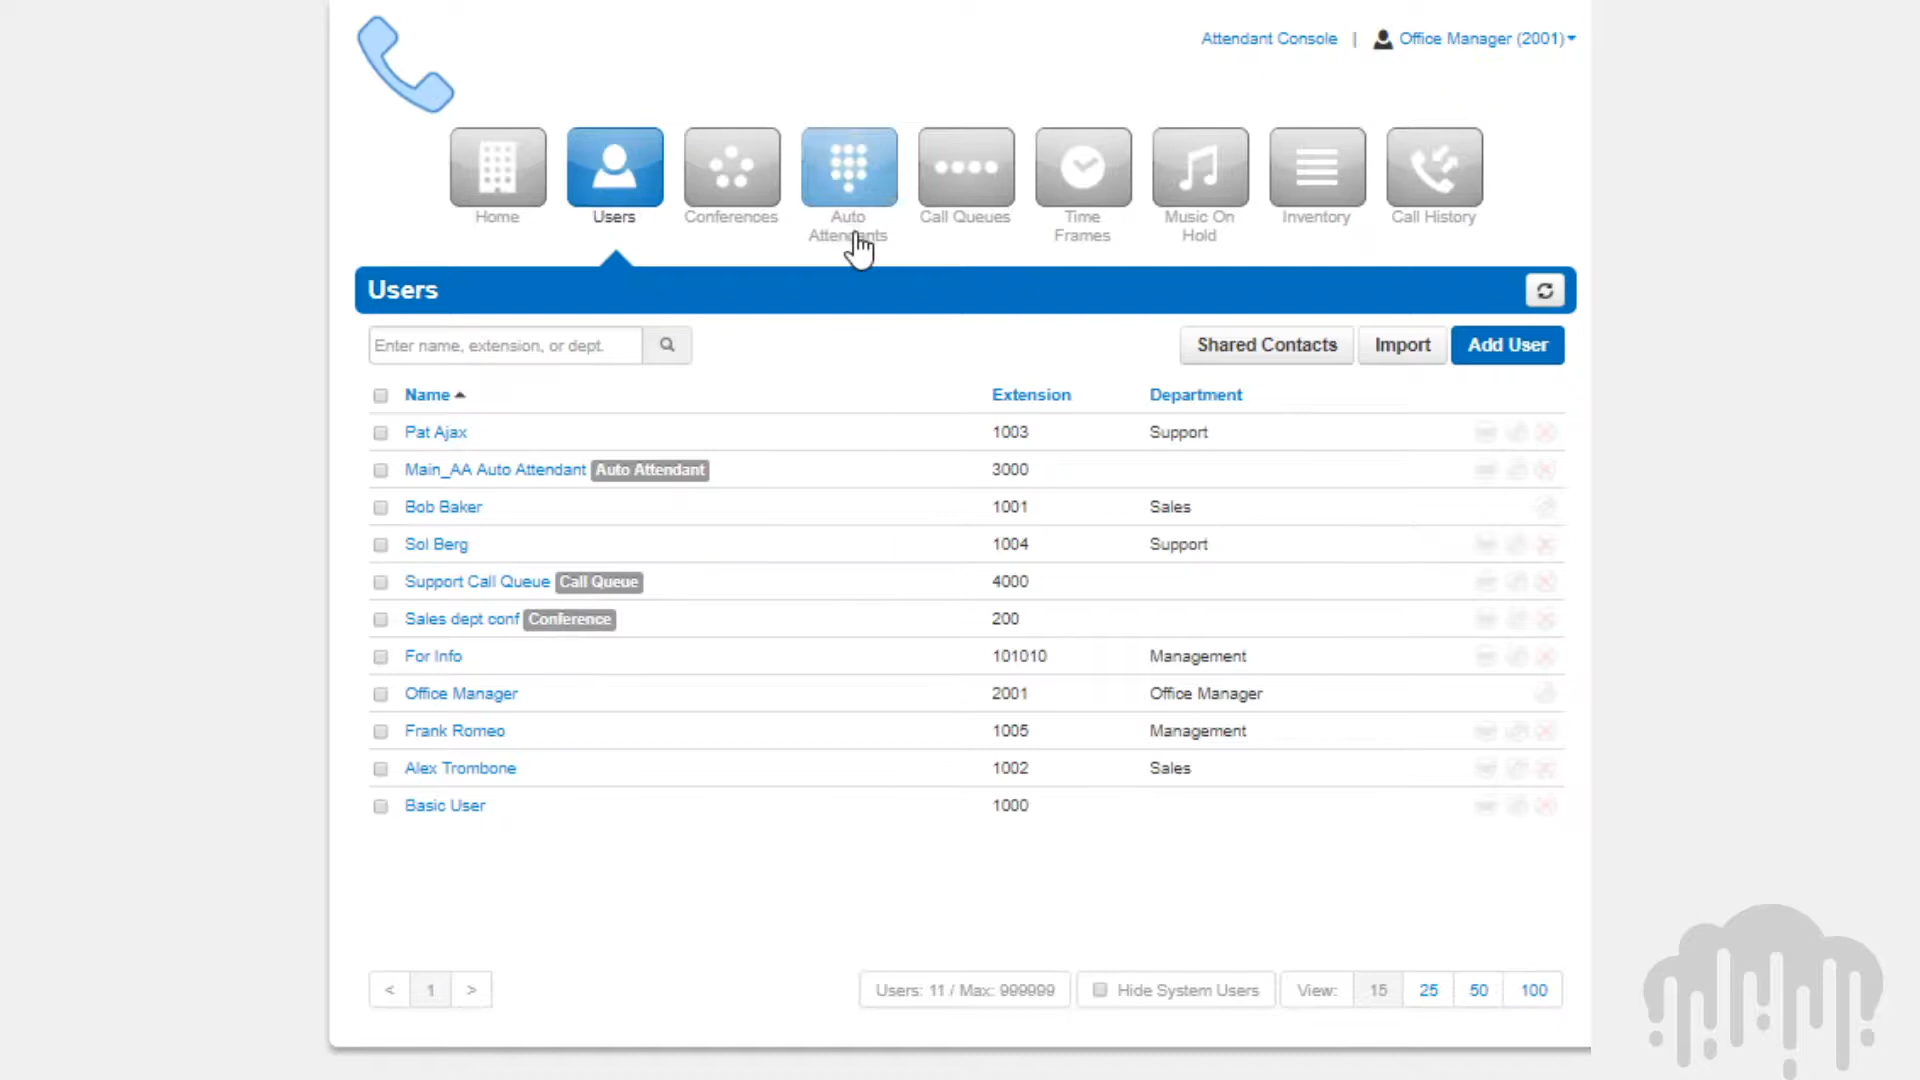 Attendant Console | Office Manager (2001)
Home
Users
Conferences
Auto
Attendants
Call Queues
Time
Frames
Music On
Hold
Inventory
Call History
Users
Enter name, extension, or dept.
Shared Contacts
Import
Add User
Name Extension Department
Pat Ajax 1003 Support
Main_AA Auto Attendant Auto Attendant 3000
Bob Baker 1001 Sales
Sol Berg 1004 Support
Support Call Queue Call Queue 4000
Sales dept conf Conference 200
For Info 101010 Management
Office Manager 2001 Office Manager
Frank Romeo 1005 Management
Alex Trombone 1002 Sales
Basic User 1000
< 1 > Users: 11 / Max: 999999 Hide System Users View: 15 25 50 100